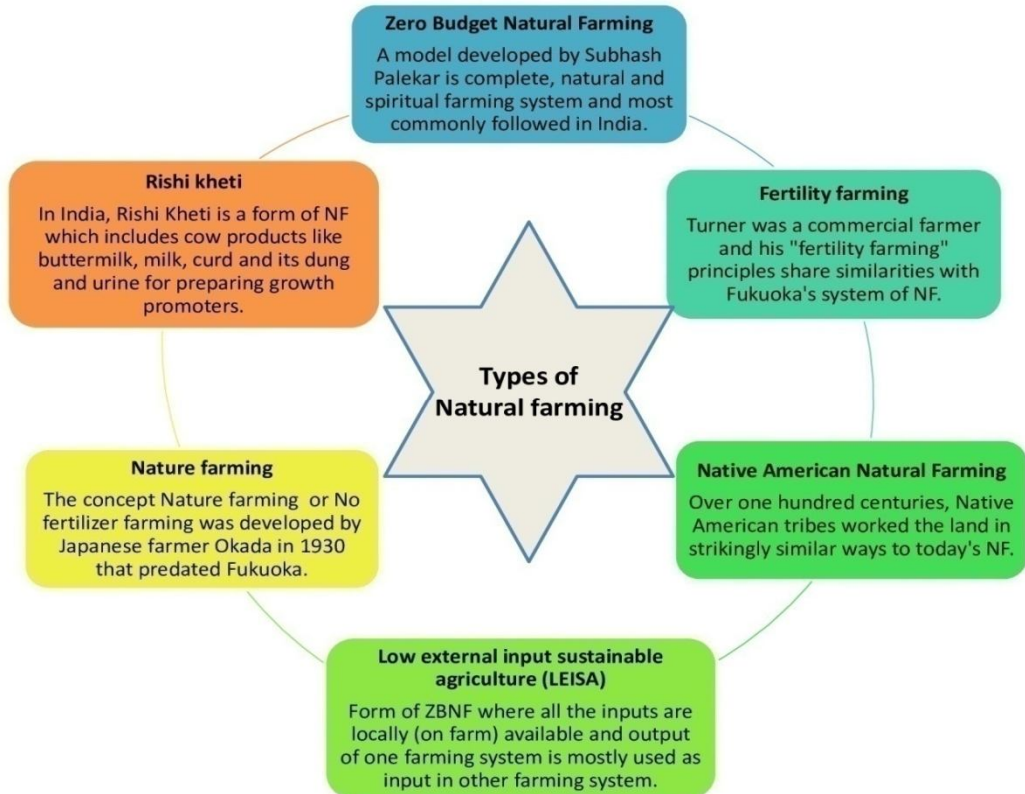 Zero Budget Natural Farming
A model developed by Subhash
Palekar is complete, natural and
spiritual farming system and most
commonly followed in India.
Rishi kheti
In India, Rishi Kheti is a form of NF
which includes cow products like
buttermilk, milk, curd and its dung
and urine for preparing growth
promoters.
Fertility farming
Turner was a commercial farmer
and his "fertility farming"
principles share similarities with
Fukuoka's system of NF.
Types of
Natural farming
Nature farming
The concept Nature farming or No
fertilizer farming was developed by
Japanese farmer Okada in 1930
that predated Fukuoka.
Native American Natural Farming
Over one hundred centuries, Native
American tribes worked the land in
strikingly similar ways to today's NF.
Low external input sustainable
agriculture (LEISA)
Form of ZBNF where all the inputs are
locally (on farm) available and output
of one farming system is mostly used as
input in other farming system.